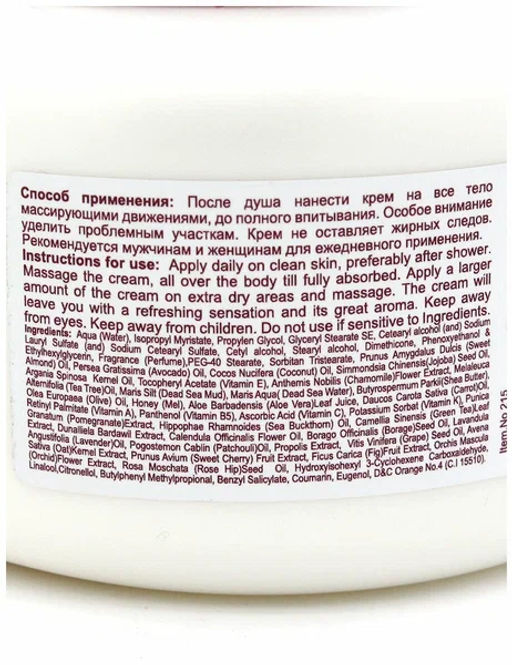 Способ применения: После душа нанести крем на все тело
массирующими движениями, до полного впитывания. Особое внимание
уделить проблемным участкам. Крем не оставляет жирных следов.
Рекомендуется мужчинам и женщинам для ежедневного применения.
Instructions for use: Apply daily on clean skin, preferably after shower.
Massage the cream, all over the body till fully absorbed. Apply a larger
amount of the cream on extra dry areas and massage. The cream will
leave you with a refreshing sensation and its great aroma. Keep away
from eyes. Keep away from children. Do not use if sensitive to Ingredients.
Ingredients: Aqua (Water), Isopropyl Myristate, Propylen Glycol, Glyceryl Stearate SE, Cetearyl alcohol (and) Sodium
Lauryl Sulfate (and) Sodium Cetearyl Sulfate, Cetyl alcohol, Stearyl alcohol, Dimethicone, Phenoxyethanol &
Ethylhexylglycerin, Fragrance (Perfume),PEG-40 Stearate, Sorbitan Tristearate, Prunus Amygdalus Dulcis (Sweet
Almond) Oil, Persea Gratissima (Avocado) Oil, Cocos Nucifera (Coconut) Oil, Simmondsia Chinensis(Jojoba) Seed Oil,
Argania Spinosa Kernel Oil, Tocopheryl Acetate (Vitamin E), Anthemis Nobilis (Chamomile)Flower Extract, Melaleuca
Alternifolia (Tea Tree)Oil, Maris Silt (Dead Sea Mud), Maris Aqua( Dead Sea Water), Butyrospermum Parkii(Shea Butter),
Olea Europaea (Olive) Oil, Honey (Mel), Aloe Barbadensis (Aloe Vera)Leaf Juice, Daucus Carota Sativa (Carrot)Oil,
Retinyl Palmitate (Vitamin A), Panthenol (Vitamin B5), Ascorbic Acid (Vitamin C), Potassium Sorbat (Vitamin K), Punica
Granatum (Pomegranate)Extract, Hippophae Rhamnoides (Sea Buckthorn) Oil, Camellia Sinensis (Green Tea)Leaf
Extract, Dunaliella Bardawil Extract, Calendula Officinalis Flower Oil, Borago Officinalis (Borage)Seed Oil, Lavandula
Angustifolia (Lavender)Oil, Pogostemon Cablin (Patchouli)Oil, Propolis Extract, Vitis Vinifera (Grape) Seed Oil, Avena
Sativa (Oat)Kernel Extract, Prunus Avium (Sweet Cherry) Fruit Extract, Ficus Carica (Fig)Fruit Extract, Orchis Mascula
(Orchid)Flower Extract, Rosa Moschata (Rose Hip)Seed Oil, Hydroxyisohexyl 3-Cyclohexene Carboxaldehyde,
Linalool,Citronellol, Butylphenyl Methylpropional, Benzyl Salicylate, Coumarin, Eugenol, D&C Orange No.4 (C.I 15510).
Item No 215